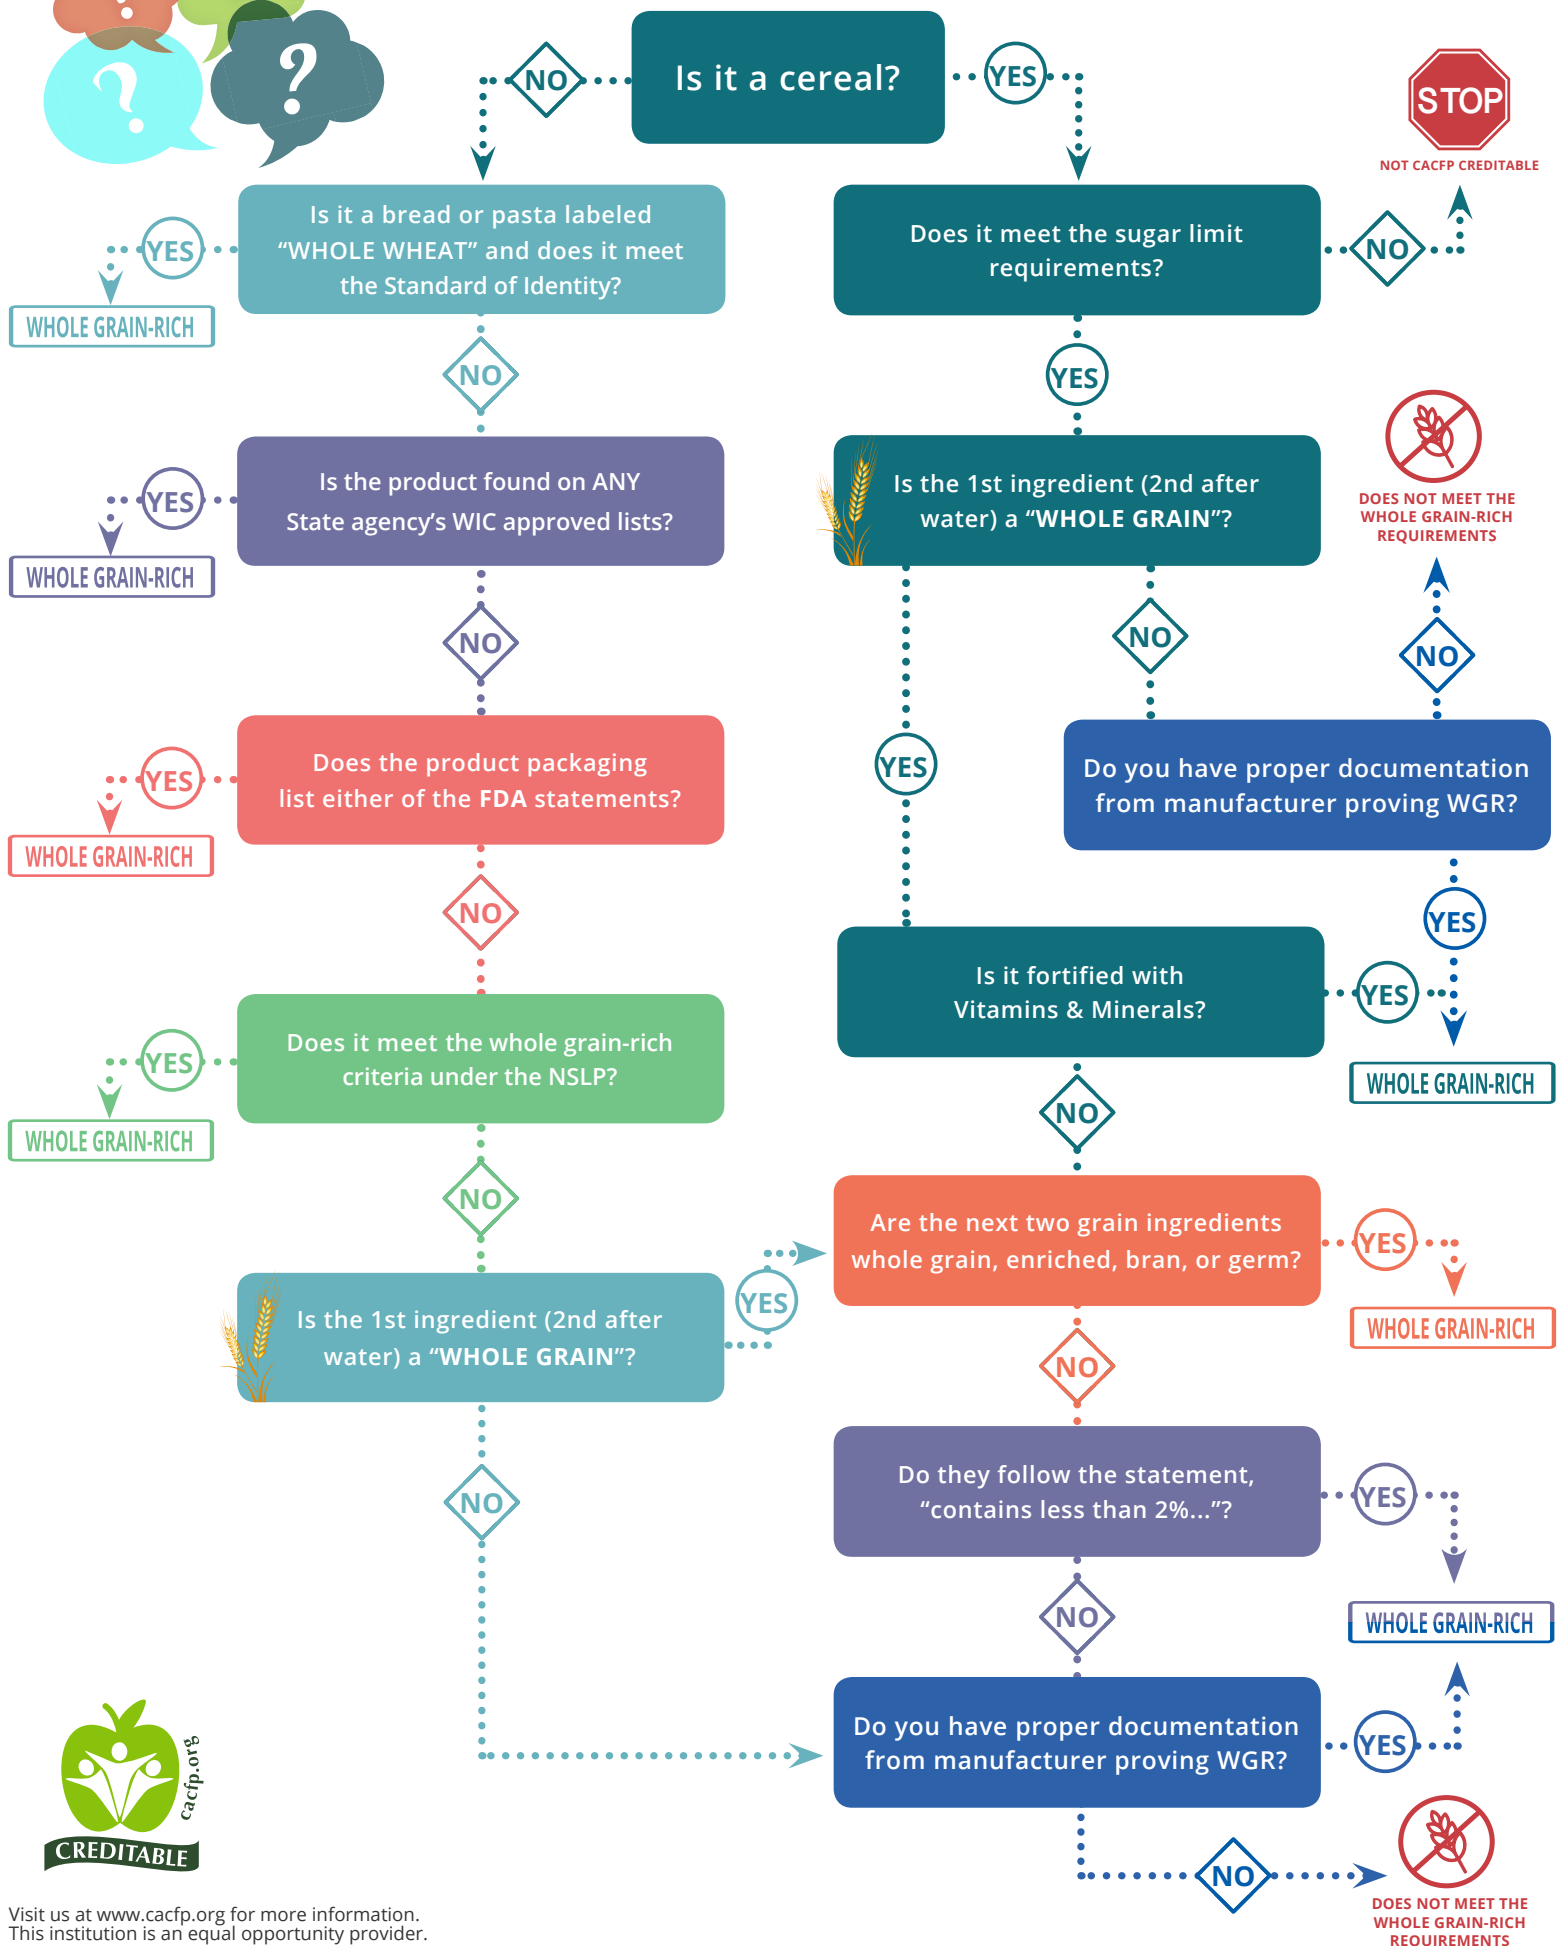 ?
?
?
Is it a cereal?
NO
YES
STOP
NOT CACFP CREDITABLE
Is it a bread or pasta labeled
“WHOLE WHEAT” and does it meet
the Standard of Identity?
YES
WHOLE GRAIN-RICH
NO
Does it meet the sugar limit
requirements?
NO
YES
Is the product found on ANY
State agency’s WIC approved lists?
YES
WHOLE GRAIN-RICH
NO
Is the 1st ingredient (2nd after
water) a “WHOLE GRAIN”?
DOES NOT MEET THE
WHOLE GRAIN-RICH
REQUIREMENTS
NO
NO
YES
Does the product packaging
list either of the FDA statements?
YES
WHOLE GRAIN-RICH
NO
Do you have proper documentation
from manufacturer proving WGR?
YES
Is it fortified with
Vitamins & Minerals?
YES
WHOLE GRAIN-RICH
NO
Does it meet the whole grain-rich
criteria under the NSLP?
YES
WHOLE GRAIN-RICH
NO
Is the 1st ingredient (2nd after
water) a “WHOLE GRAIN”?
YES
NO
Are the next two grain ingredients
whole grain, enriched, bran, or germ?
YES
WHOLE GRAIN-RICH
NO
Do they follow the statement,
“contains less than 2%...”?
YES
WHOLE GRAIN-RICH
NO
Do you have proper documentation
from manufacturer proving WGR?
YES
NO
DOES NOT MEET THE
WHOLE GRAIN-RICH
REQUIREMENTS
cacfp.org
CREDITABLE
Visit us at www.cacfp.org for more information.
This institution is an equal opportunity provider.